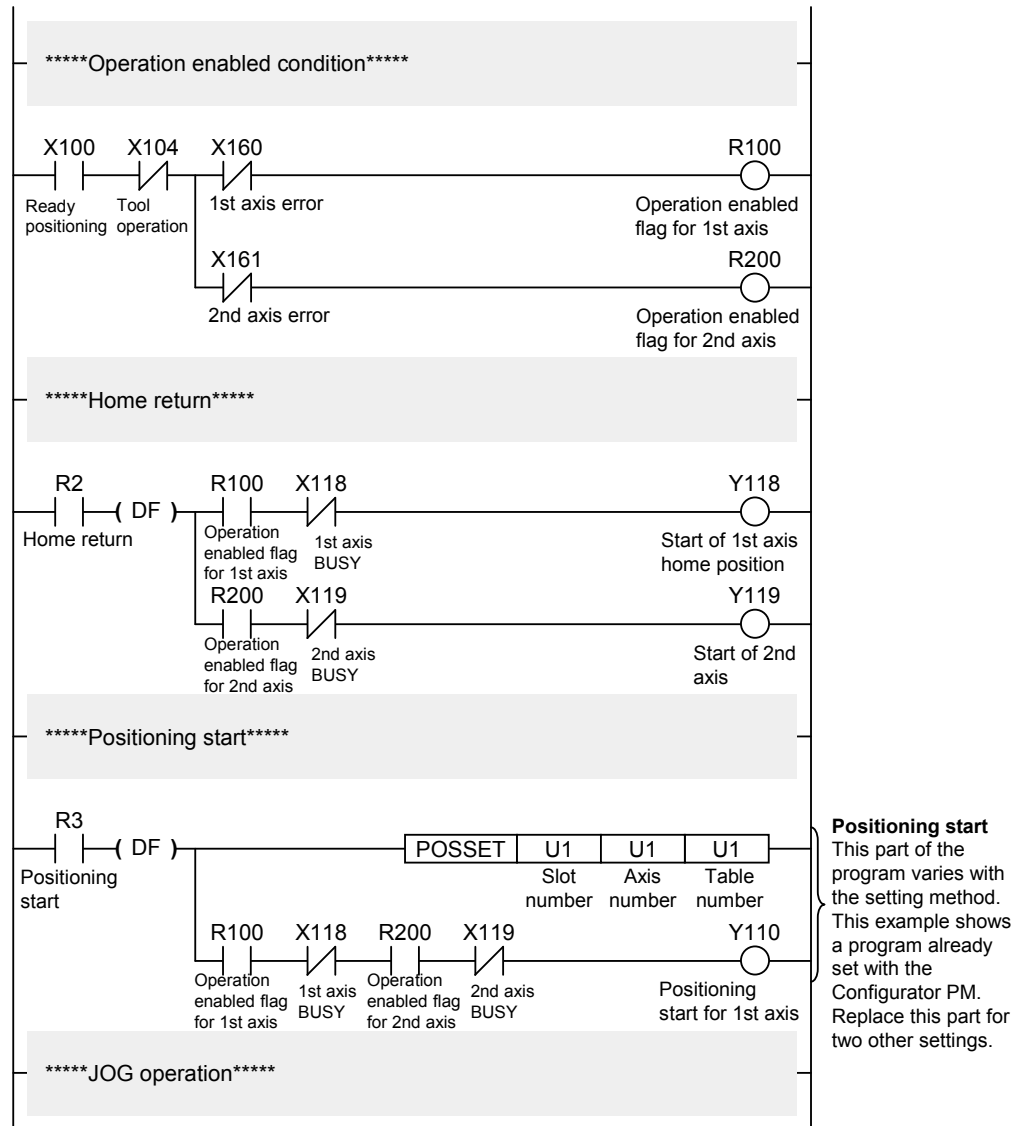 *****Operation enabled condition*****
X100 X104 X160 R100
Ready positioning
Tool operation
1st axis error
Operation enabled
flag for 1st axis
X161 R200
2nd axis error
Operation enabled
flag for 2nd axis
*****Home return*****
R2 R100 X118 Y118
( DF )
Home return
Operation
enabled flag
for 1st axis
1st axis
BUSY
Start of 1st axis
home position
R200 X119 Y119
Operation
enabled flag
for 2nd axis
2nd axis
BUSY
Start of 2nd
axis
*****Positioning start*****
R3
( DF )
POSSET U1 U1 U1
Positioning
start
Slot
number
Axis
number
Table
number
R100 X118 R200 X119 Y110
Operation
enabled flag
for 1st axis
1st axis
BUSY
Operation
enabled flag
for 2nd axis
2nd axis
BUSY
Positioning
start for 1st axis
Positioning start
This part of the
program varies with
the setting method.
This example shows
a program already
set with the
Configurator PM.
Replace this part for
two other settings.
*****JOG operation*****